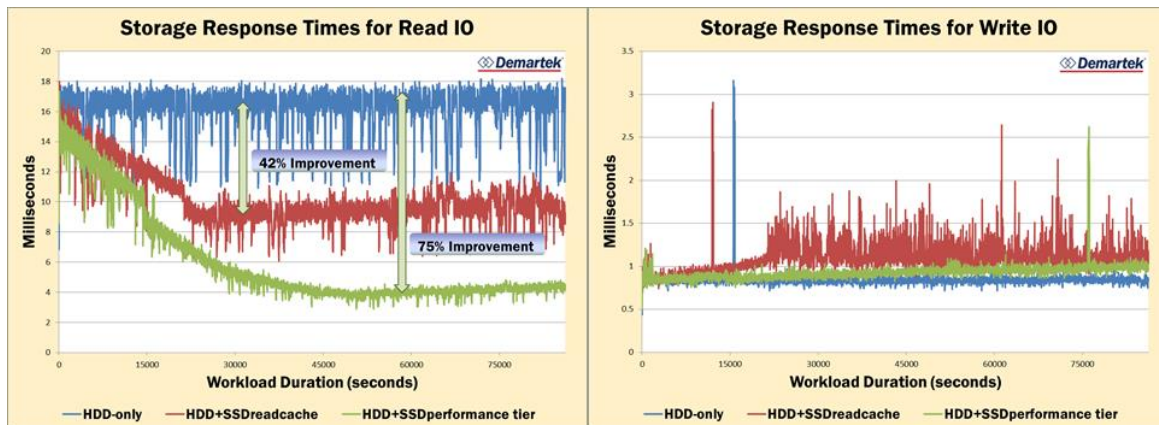 Storage Response Times for Read IO
Demartek
20
18
16
14
12
10
8
6
4
2
0
Milliseconds
42% Improvement
75% Improvement
0 15000 30000 45000 60000 75000
Workload Duration (seconds)
HDD-only HDD+SSDreadcache HDD+SSDperformance tier
Storage Response Times for Write IO
Demartek
3.5
3
2.5
2
1.5
1
0.5
0
Milliseconds
0 15000 30000 45000 60000 75000
Workload Duration (seconds)
HDD-only HDD+SSDreadcache HDD+SSDperformance tier